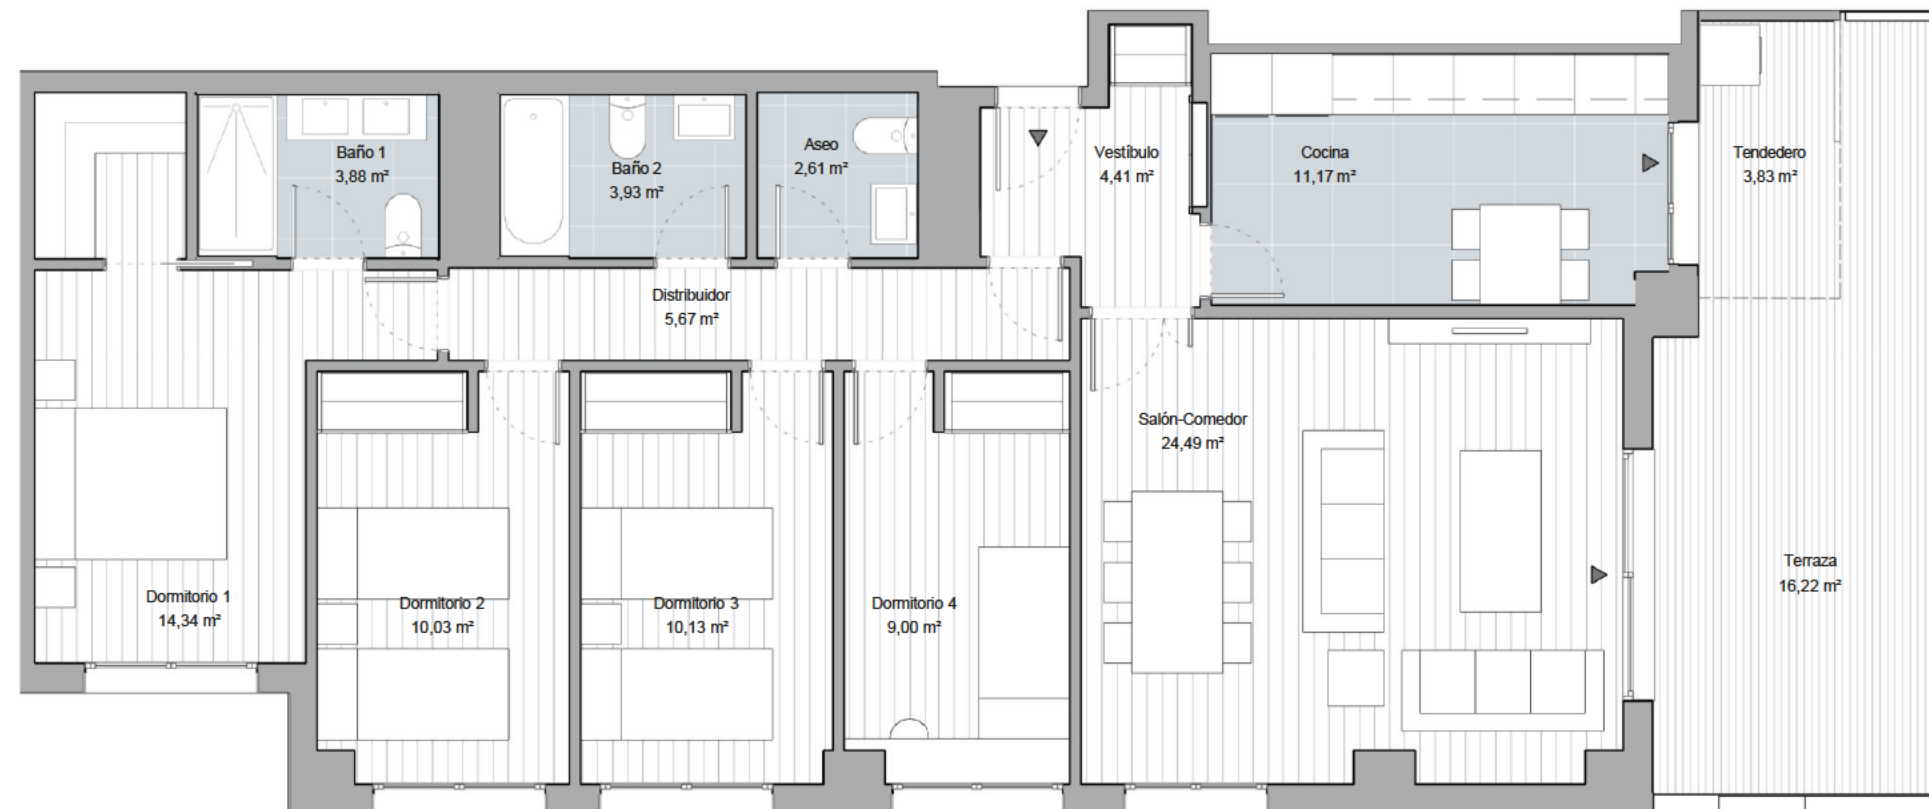 Baño 1
3,88 m²
Baño 2
3,93 m²
Aseo
2,61 m²
Vestíbulo
4,41 m²
Cocina
11,17 m²
Tendedero
3,83 m²
Distribuidor
5,67 m²
Salón-Comedor
24,49 m²
Terraza
16,22 m²
Dormitorio 1
14,34 m²
Dormitorio 2
10,03 m²
Dormitorio 3
10,13 m²
Dormitorio 4
9,00 m²